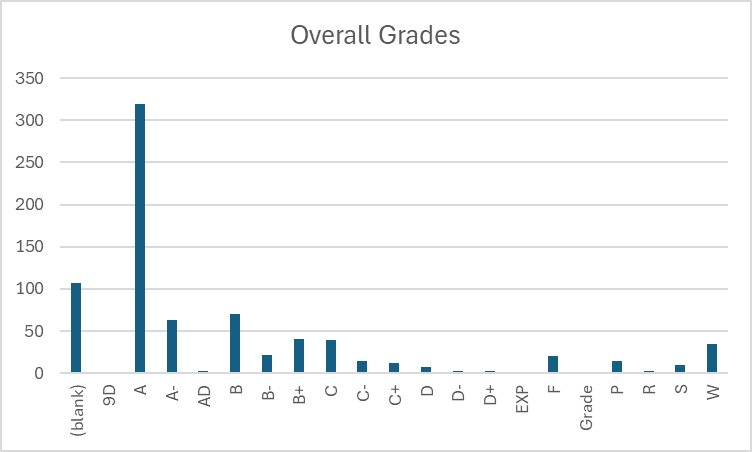 Overall Grades
350
300
250
200
150
100
50
0
(blank)
9D
A
A-
AD
B
B-
B+
C
C-
C+
D
D-
D+
EXP
F
Grade
P
R
S
W